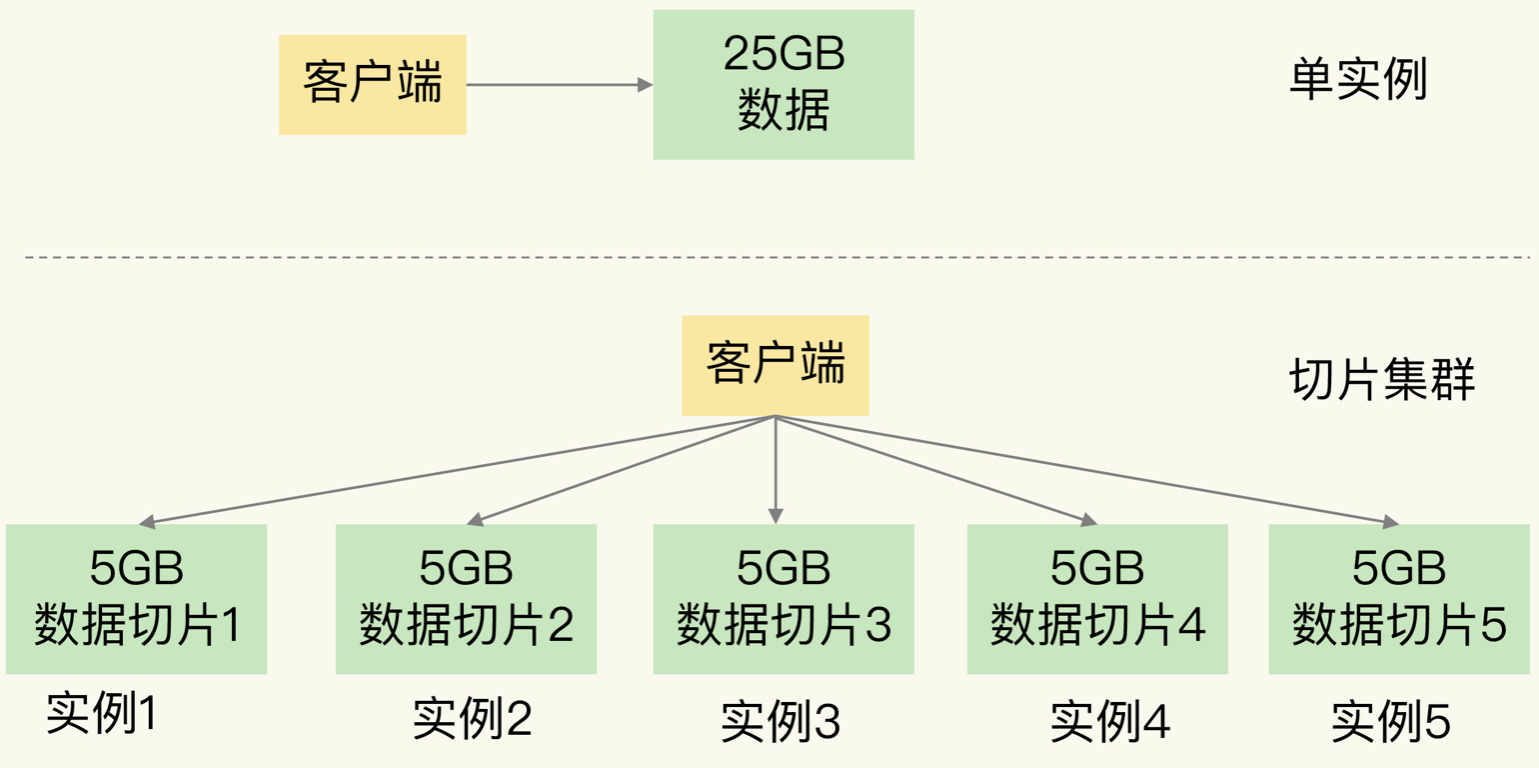 客户端
25GB
数据
单实例
客户端
切片集群
5GB
数据切片1
5GB
数据切片2
5GB
数据切片3
5GB
数据切片4
5GB
数据切片5
实例1
实例2
实例3
实例4
实例5